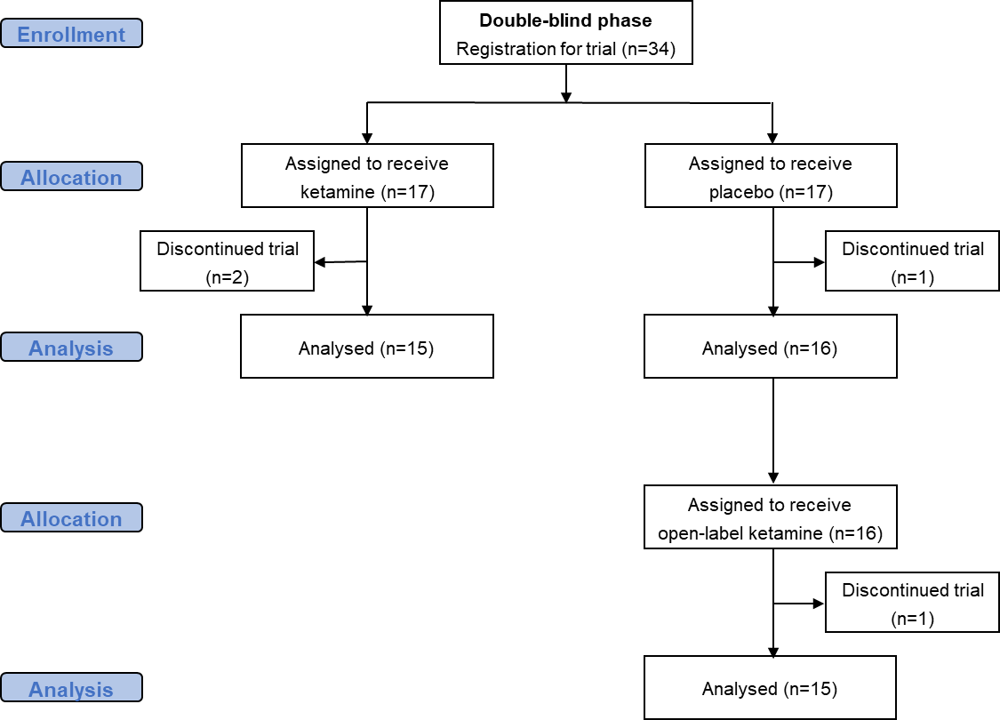 Enrollment
Double-blind phase
Registration for trial (n=34)
Allocation
Assigned to receive
ketamine (n=17)
Assigned to receive
placebo (n=17)
Discontinued trial
(n=2)
Discontinued trial
(n=1)
Analysis
Analysed (n=15)
Analysed (n=16)
Allocation
Assigned to receive
open-label ketamine (n=16)
Discontinued trial
(n=1)
Analysis
Analysed (n=15)